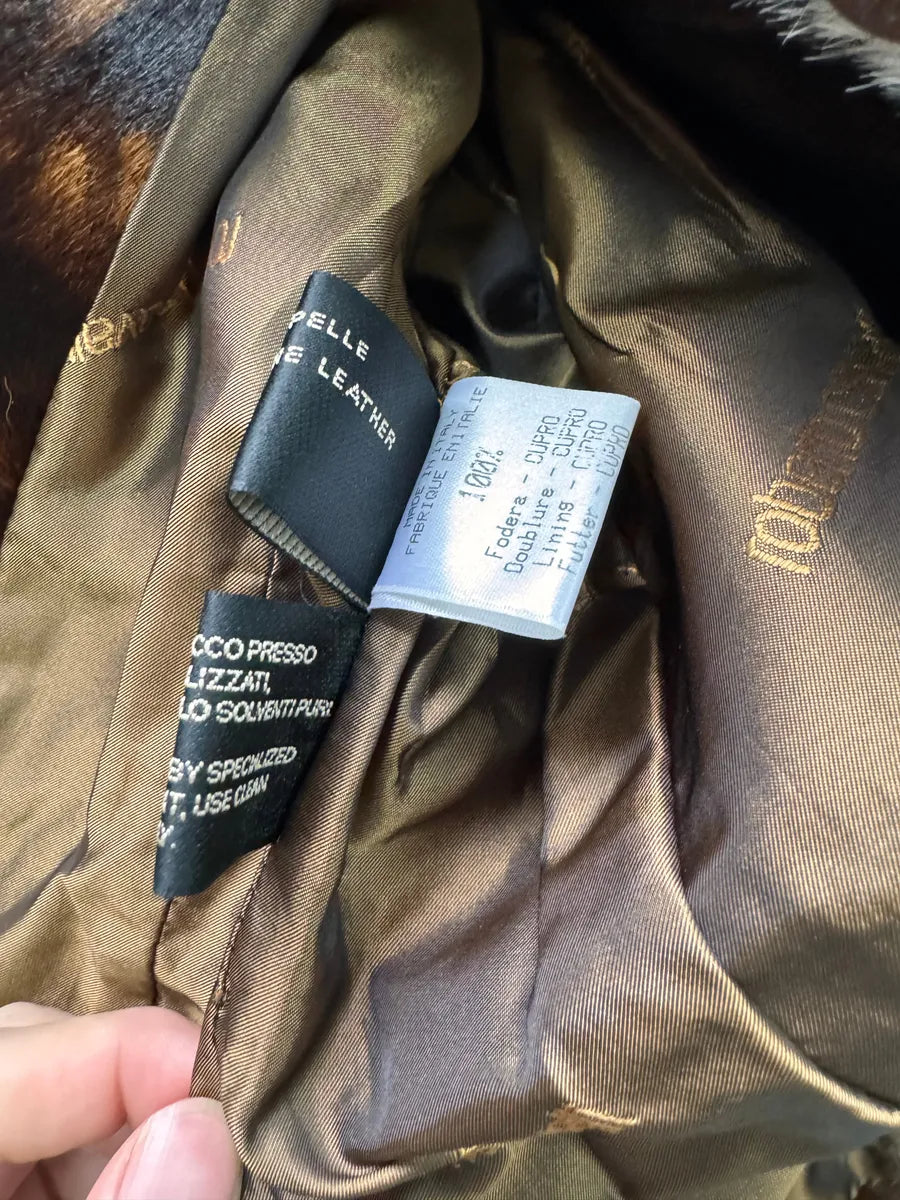 PELLE
LEATHER
MADE IN ITALY
FABRIQUE EN ITALIE
100%
Fodera - CUPRO
Doublure - CUPRO
Lining - CUPRO
Futter - CUPRO
CCO PRESSO
LIZZATI,
LO SOLVENTI PURI
BY SPECIALIZED
T, USE CLEAN
Y.